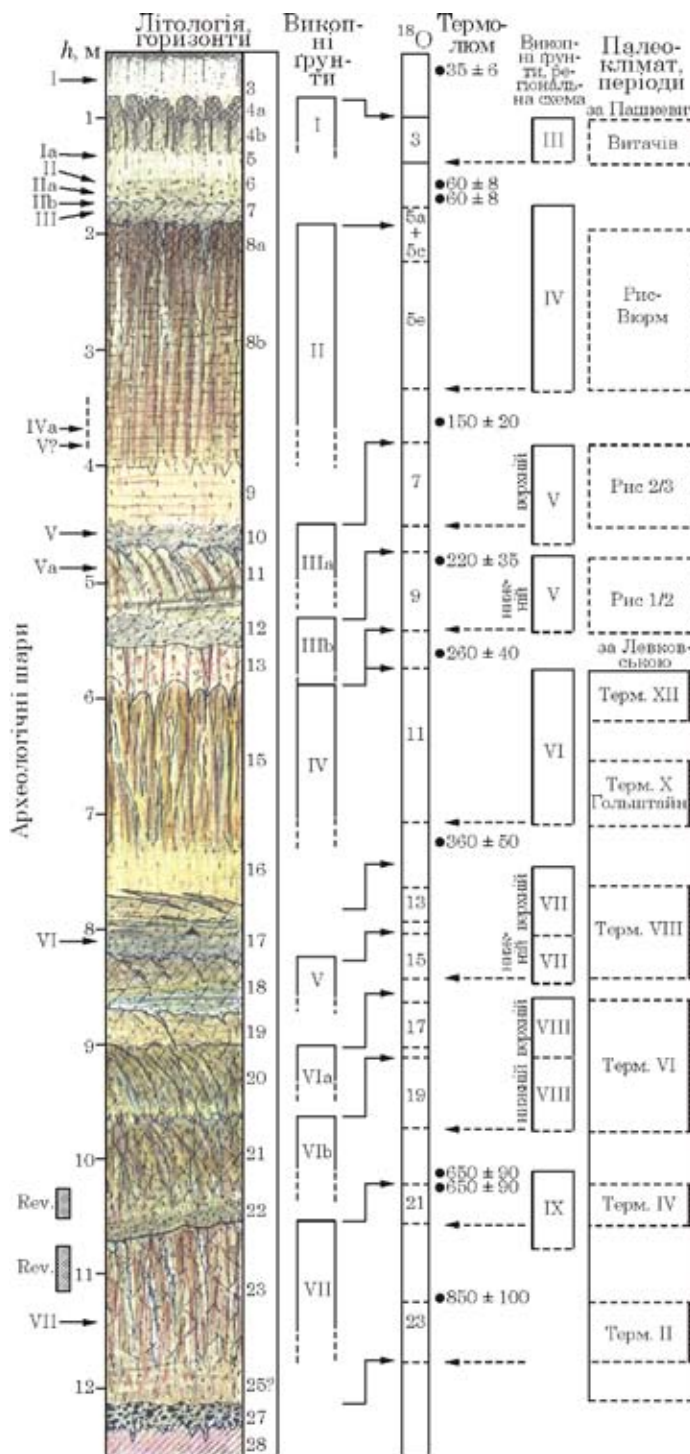 h, м
Літологія,
горизонти
Викоп-
ні
ґрун-
ти
18O
Термо-
люм
Викоп-
ні ґрун-
ти, ре-
гіональ-
на схема
Палео-
клімат,
періоди
за Пашкевич
Археологічні шари
I
Ia
II
IIa
IIb
III
IVa
V?
V
Va
VI
Rev.
Rev.
VII
1
2
3
4
5
6
7
8
9
10
11
12
3
4a
4b
5
6
7
8a
8b
9
10
11
12
13
15
16
17
18
19
20
21
22
23
25?
27
28
I
II
IIIa
IIIb
IV
V
VIa
VIb
VII
3
5a
+
5c
5e
7
9
11
13
15
17
19
21
23
35 ± 6
60 ± 8
60 ± 8
150 ± 20
220 ± 35
260 ± 40
360 ± 50
650 ± 90
650 ± 90
850 ± 100
III
IV
верхній
V
ниж-
ній
V
VI
верхній
VII
ниж-
ній
VII
верхній
VIII
нижній
VIII
IX
Витачів
Рис-
Вюрм
Рис 2/3
Рис 1/2
за Левков-
ською
Терм. XII
Терм. X
Гольштайн
Терм. VIII
Терм. VI
Терм. IV
Терм. II